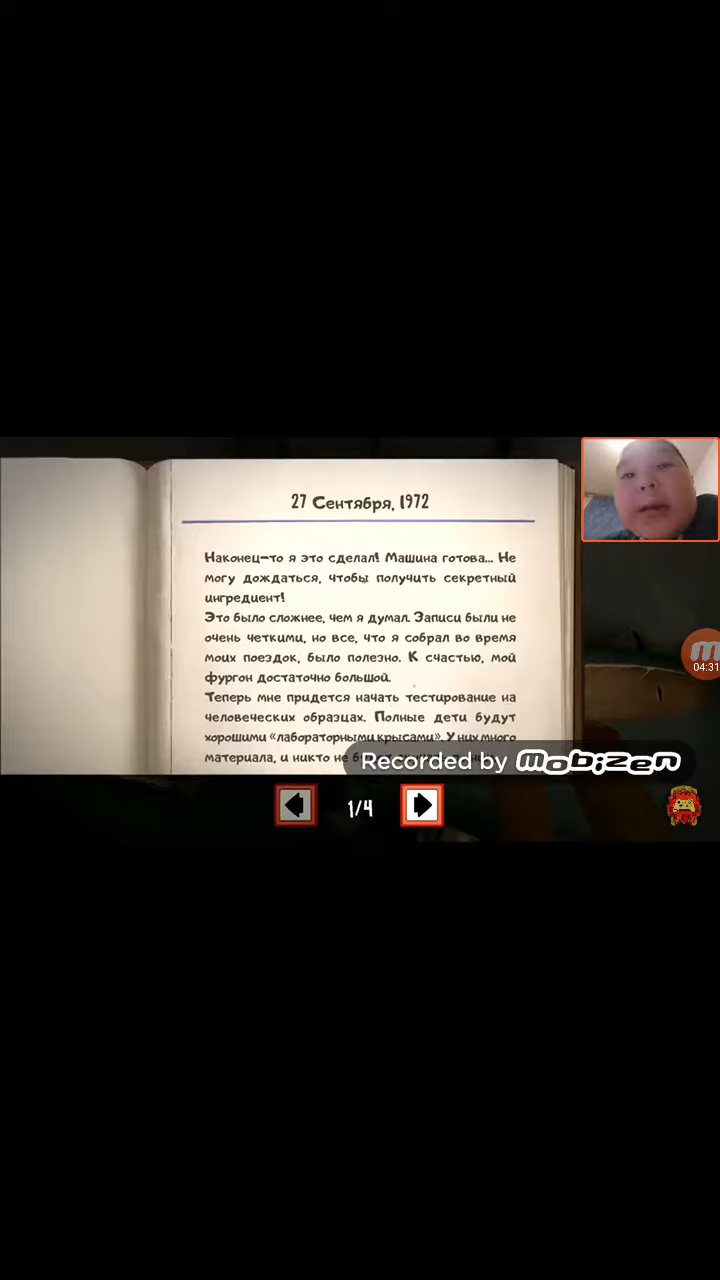 27 Сентября, 1972
Наконец-то я это сделал! Машина готова... Не
могу дождаться, чтобы получить секретный
ингредиент!
Это было сложнее, чем я думал. Записи были не
очень четкими, но все, что я собрал во время
моих поездок, было полезно. К счастью, мой
фургон достаточно большой.
Теперь мне придется начать тестирование на
человеческих образцах. Полные дети будут
хорошими «лабораторными крысами». У них много
материала, и никто не
Recorded by Mobizen
04:31
1/4